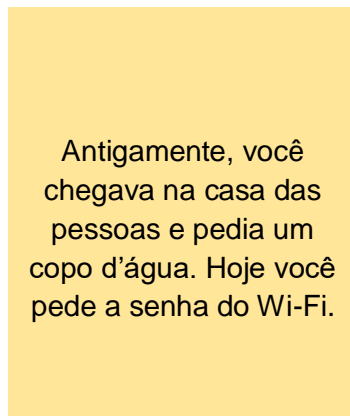 Antigamente, você
chegava na casa das
pessoas e pedia um
copo d’água. Hoje você
pede a senha do Wi-Fi.